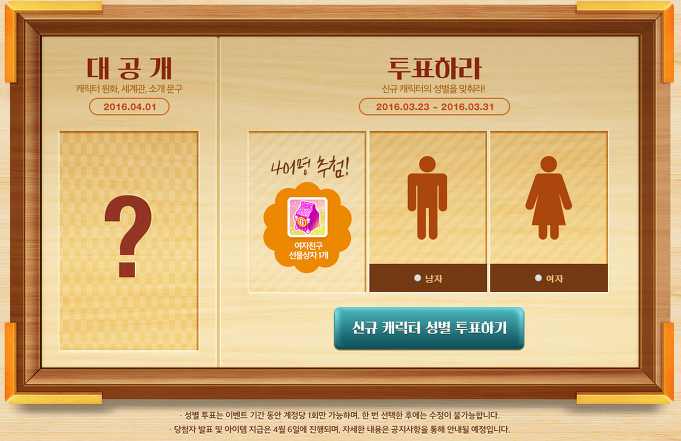 대 공 개
캐릭터 원화, 세계관, 소개 문구
2016.04.01
?
투표하라
신규 캐릭터의 성별을 맞춰라!
2016.03.23 ~ 2016.03.31
여자친구
선물상자 1개
남자
여자
신규 캐릭터 성별 투표하기
· 성별 투표는 이벤트 기간 동안 계정당 1회만 가능하며, 한 번 선택한 후에는 수정이 불가능합니다.
· 당첨자 발표 및 아이템 지급은 4월 6일에 진행되며, 자세한 내용은 공지사항을 통해 안내될 예정입니다.